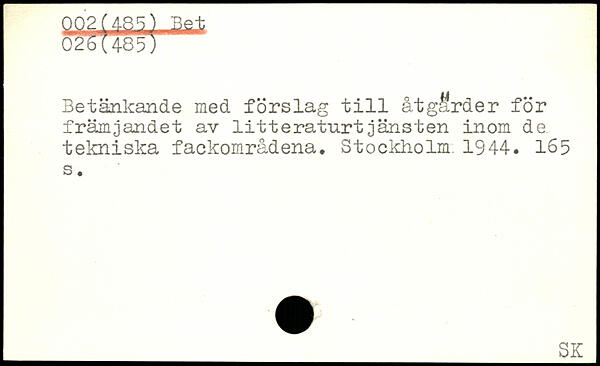 002(485) Bet
026(485)
Betänkande med förslag till åtgärder för
främjandet av litteraturtjänsten inom de
tekniska fackområdena. Stockholm 1944. 165
s.
SK